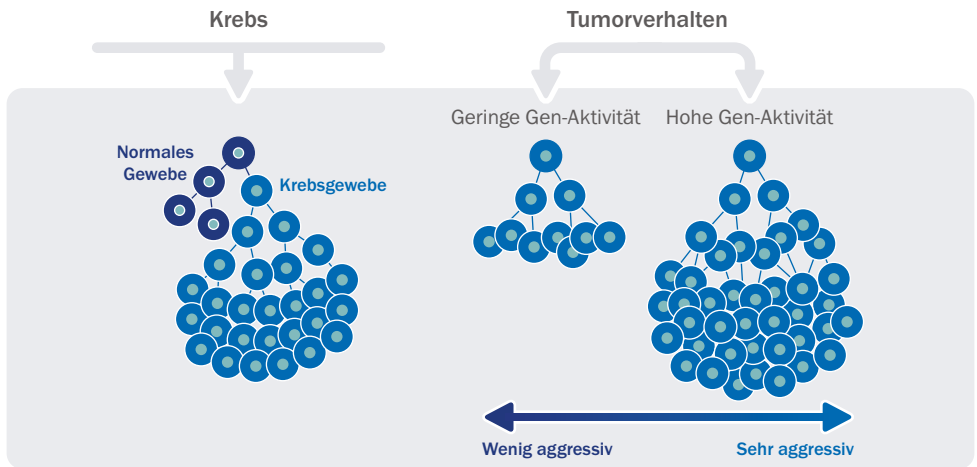 Krebs
Tumorverhalten
Geringe Gen-Aktivität
Hohe Gen-Aktivität
Normales
Gewebe
Krebsgewebe
Wenig aggressiv
Sehr aggressiv